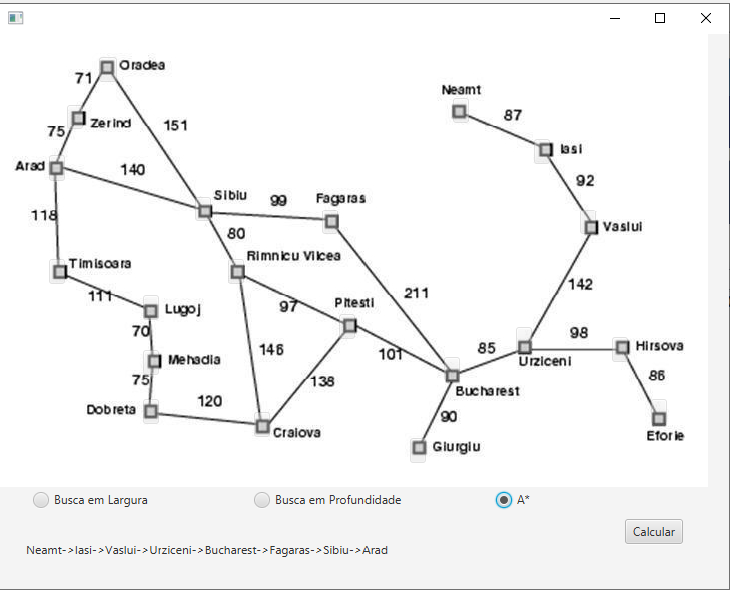 Oradea
Neamt
71
87
Zerind
151
75
Iasi
Arad
140
92
Sibiu
99
Fagaras
118
Vaslui
80
Rimnicu Vilcea
Timisoara
142
111
97
Pitesti
211
Lugoj
70
98
146
101
85
Hirsova
Mehadia
Urziceni
75
138
86
Bucharest
120
Dobreta
90
Craiova
Eforie
Giurgiu
Busca em Largura
Busca em Profundidade
A*
Calcular
Neamt->Iasi->Vaslui->Urziceni->Bucharest->Fagaras->Sibiu->Arad